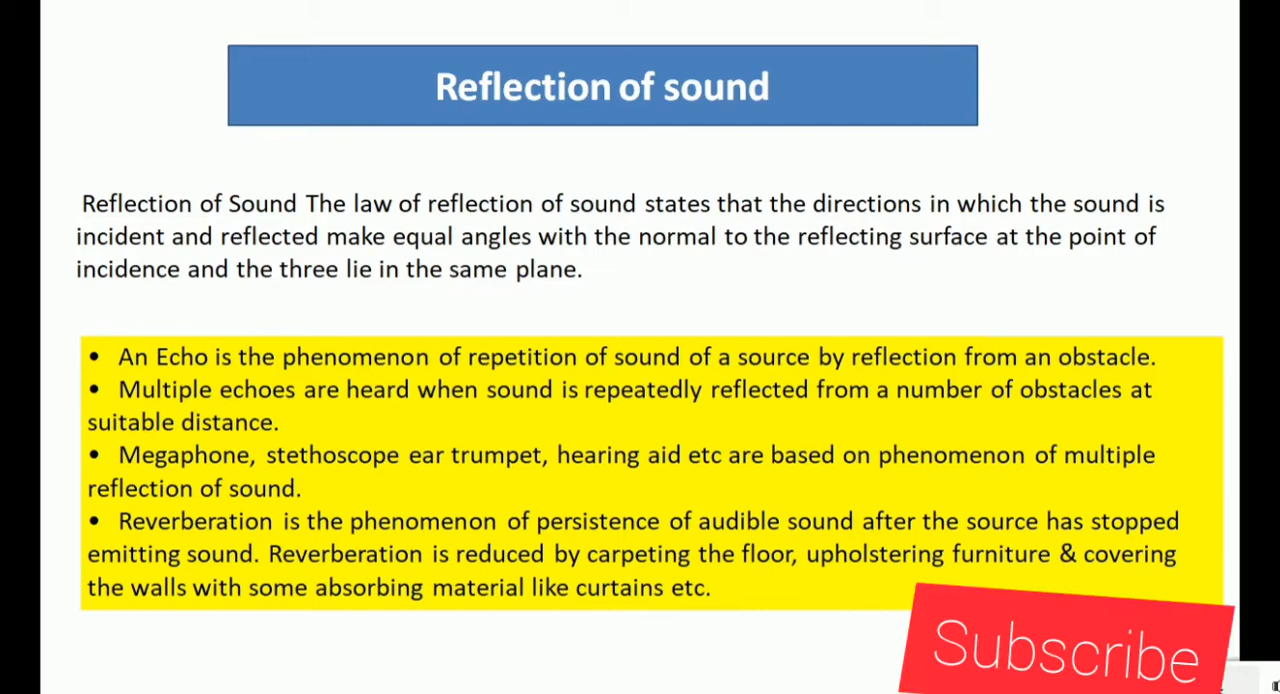 Reflection of sound
Reflection of Sound The law of reflection of sound states that the directions in which the sound is
incident and reflected make equal angles with the normal to the reflecting surface at the point of
incidence and the three lie in the same plane.
• An Echo is the phenomenon of repetition of sound of a source by reflection from an obstacle.
• Multiple echoes are heard when sound is repeatedly reflected from a number of obstacles at
suitable distance.
• Megaphone, stethoscope ear trumpet, hearing aid etc are based on phenomenon of multiple
reflection of sound.
• Reverberation is the phenomenon of persistence of audible sound after the source has stopped
emitting sound. Reverberation is reduced by carpeting the floor, upholstering furniture & covering
the walls with some absorbing material like curtains etc.
Subscribe